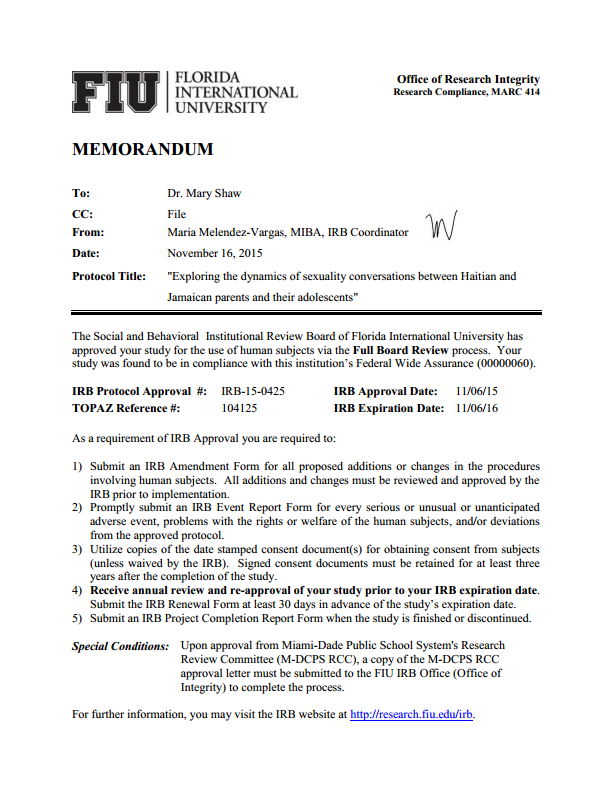 FIU FLORIDA
INTERNATIONAL
UNIVERSITY
Office of Research Integrity
Research Compliance, MARC 414
MEMORANDUM
To: Dr. Mary Shaw
CC: File
From: Maria Melendez-Vargas, MIBA, IRB Coordinator
Date: November 16, 2015
Protocol Title: "Exploring the dynamics of sexuality conversations between Haitian and
Jamaican parents and their adolescents"
The Social and Behavioral Institutional Review Board of Florida International University has
approved your study for the use of human subjects via the Full Board Review process. Your
study was found to be in compliance with this institution's Federal Wide Assurance (00000060).
IRB Protocol Approval #: IRB-15-0425 IRB Approval Date: 11/06/15
TOPAZ Reference #: 104125 IRB Expiration Date: 11/06/16
As a requirement of IRB Approval you are required to:
1) Submit an IRB Amendment Form for all proposed additions or changes in the procedures
involving human subjects. All additions and changes must be reviewed and approved by the
IRB prior to implementation.
2) Promptly submit an IRB Event Report Form for every serious or unusual or unanticipated
adverse event, problems with the rights or welfare of the human subjects, and/or deviations
from the approved protocol.
3) Utilize copies of the date stamped consent document(s) for obtaining consent from subjects
(unless waived by the IRB). Signed consent documents must be retained for at least three
years after the completion of the study.
4) Receive annual review and re-approval of your study prior to your IRB expiration date.
Submit the IRB Renewal Form at least 30 days in advance of the study's expiration date.
5) Submit an IRB Project Completion Report Form when the study is finished or discontinued.
Special Conditions: Upon approval from Miami-Dade Public School System's Research
Review Committee (M-DCPS RCC), a copy of the M-DCPS RCC
approval letter must be submitted to the FIU IRB Office (Office of
Integrity) to complete the process.
For further information, you may visit the IRB website at http://research.fiu.edu/irb.